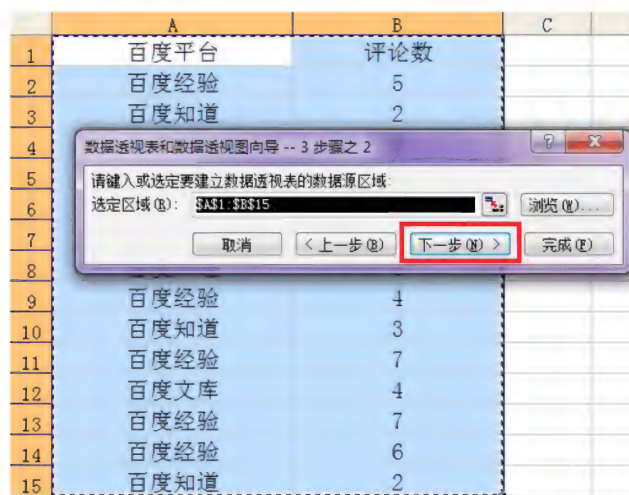 A B C
1 百度平台 评论数
2 百度经验 5
3 百度知道 2
4 数据透视表和数据透视图向导 -- 3 步骤之 2
5 请键入或选定要建立数据透视表的数据源区域:
6 选定区域(R): $A$1:$B$15 浏览(W)...
7 取消 < 上一步(B) 下一步(N) > 完成(F)
8
9 百度经验 4
10 百度知道 3
11 百度经验 7
12 百度文库 4
13 百度经验 7
14 百度经验 6
15 百度知道 2